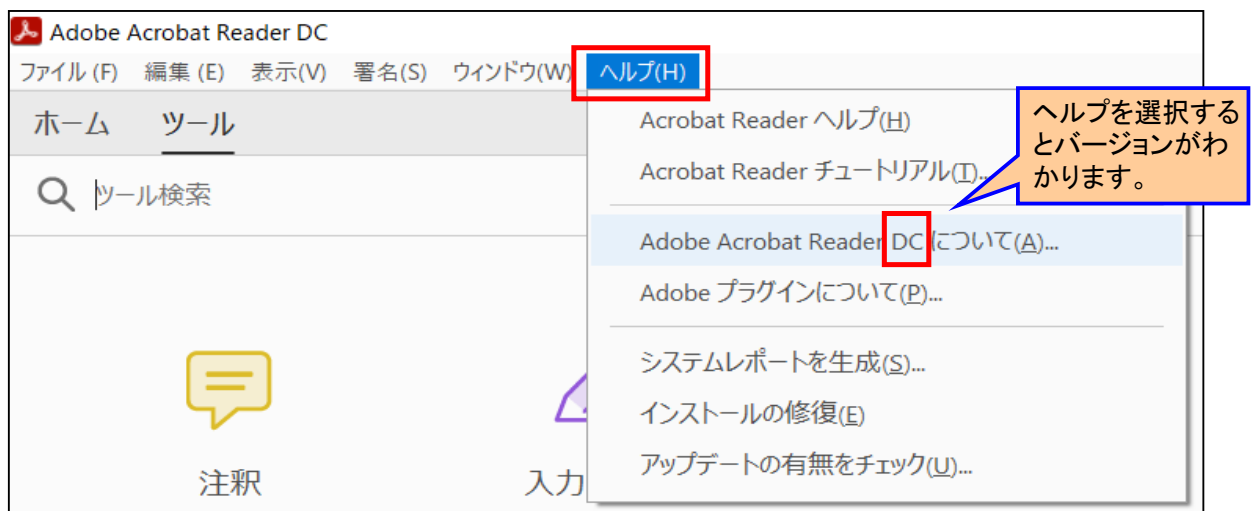 Adobe Acrobat Reader DC
ファイル (F) 編集 (E) 表示(V) 署名(S) ウィンドウ(W) ヘルプ(H)
ホーム ツール
ツール検索
Acrobat Reader ヘルプ(H)
Acrobat Reader チュートリアル(T)...
Adobe Acrobat Reader DC について(A)...
Adobe プラグインについて(P)...
システムレポートを生成(S)...
インストールの修復(E)
アップデートの有無をチェック(U)...
ヘルプを選択する
とバージョンがわ
かります。
注釈
入力